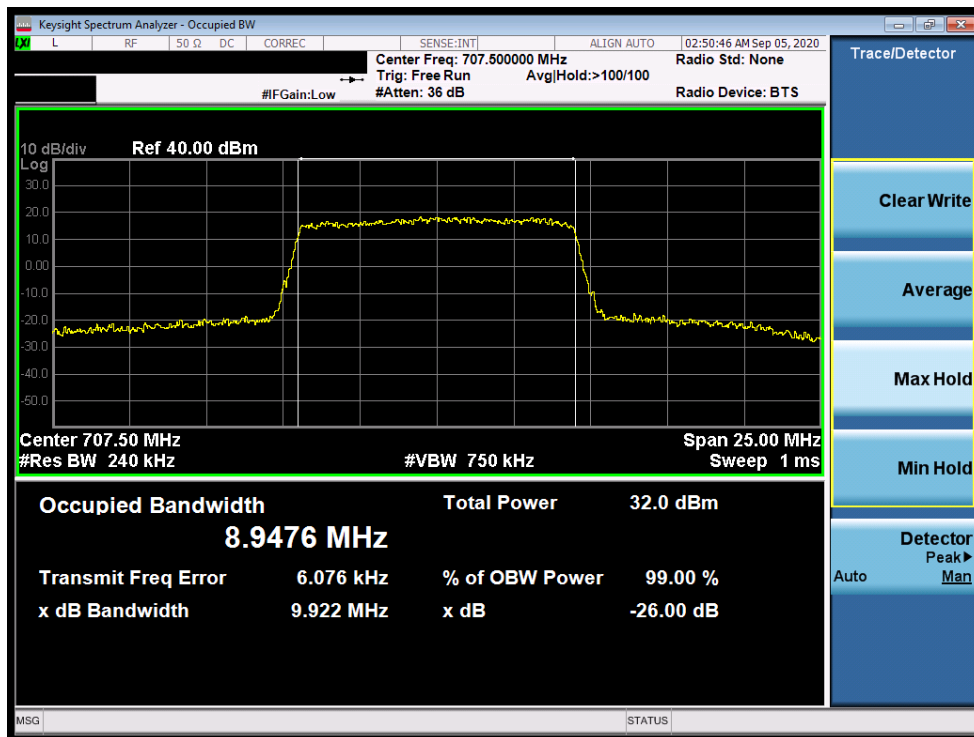 Keysight Spectrum Analyzer - Occupied BW
LXI L RF 50 Ω DC CORREC SENSE:INT ALIGN AUTO 02:50:46 AM Sep 05, 2020
Center Freq: 707.500000 MHz Radio Std: None
Trig: Free Run Avg|Hold:>100/100
#IFGain:Low #Atten: 36 dB Radio Device: BTS
10 dB/div Ref 40.00 dBm
Log
30.0
20.0
10.0
0.00
-10.0
-20.0
-30.0
-40.0
-50.0
Center 707.50 MHz Span 25.00 MHz
#Res BW 240 kHz #VBW 750 kHz Sweep 1 ms
Occupied Bandwidth Total Power 32.0 dBm
8.9476 MHz
Transmit Freq Error 6.076 kHz % of OBW Power 99.00 %
x dB Bandwidth 9.922 MHz x dB -26.00 dB
Trace/Detector
Clear Write
Average
Max Hold
Min Hold
Detector
Peak▶
Auto Man
MSG STATUS